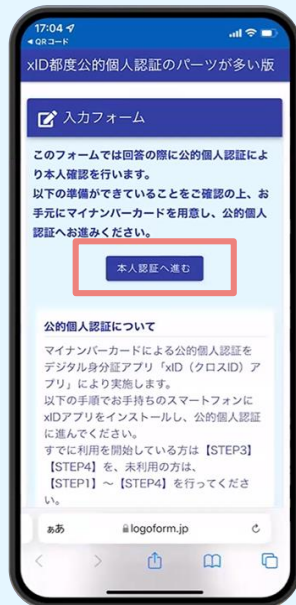 17:04
◀ QRコード
xID都度公的個人認証のパーツが多い版
入力フォーム
このフォームでは回答の際に公的個人認証によ
り本人確認を行います。
以下の準備ができていることをご確認の上、お
手元にマイナンバーカードを用意し、公的個人
認証へお進みください。
本人認証へ進む
公的個人認証について
マイナンバーカードによる公的個人認証を
デジタル身分証アプリ「xID（クロスID）ア
プリ」により実施します。
以下の手順でお手持ちのスマートフォンに
xIDアプリをインストールし、公的個人認証
に進んでください。
すでに利用を開始している方は【STEP3】
【STEP4】を、未利用の方は、
【STEP1】～【STEP4】を行ってくださ
い。
ぁあ logoform.jp